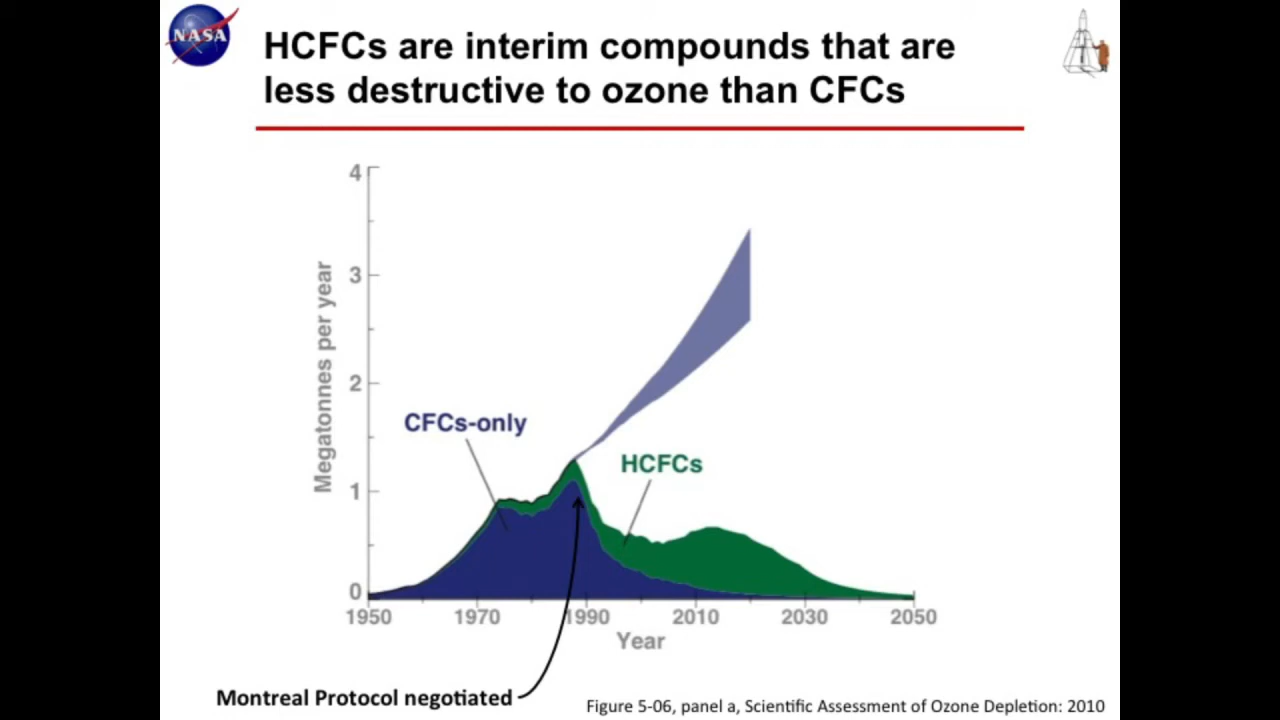 NASA
HCFCs are interim compounds that are
less destructive to ozone than CFCs
4
3
2
1
0
Megatonnes per year
CFCs-only
HCFCs
1950 1970 1990 2010 2030 2050
Year
Montreal Protocol negotiated
Figure 5-06, panel a, Scientific Assessment of Ozone Depletion: 2010